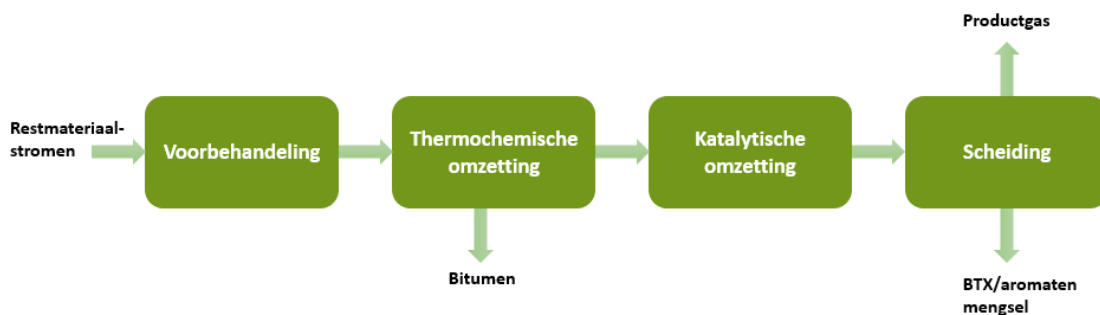 Productgas
Restmateriaal-
stromen
Voorbehandeling
Thermochemische
omzetting
Katalytische
omzetting
Scheiding
Bitumen
BTX/aromaten
mengsel